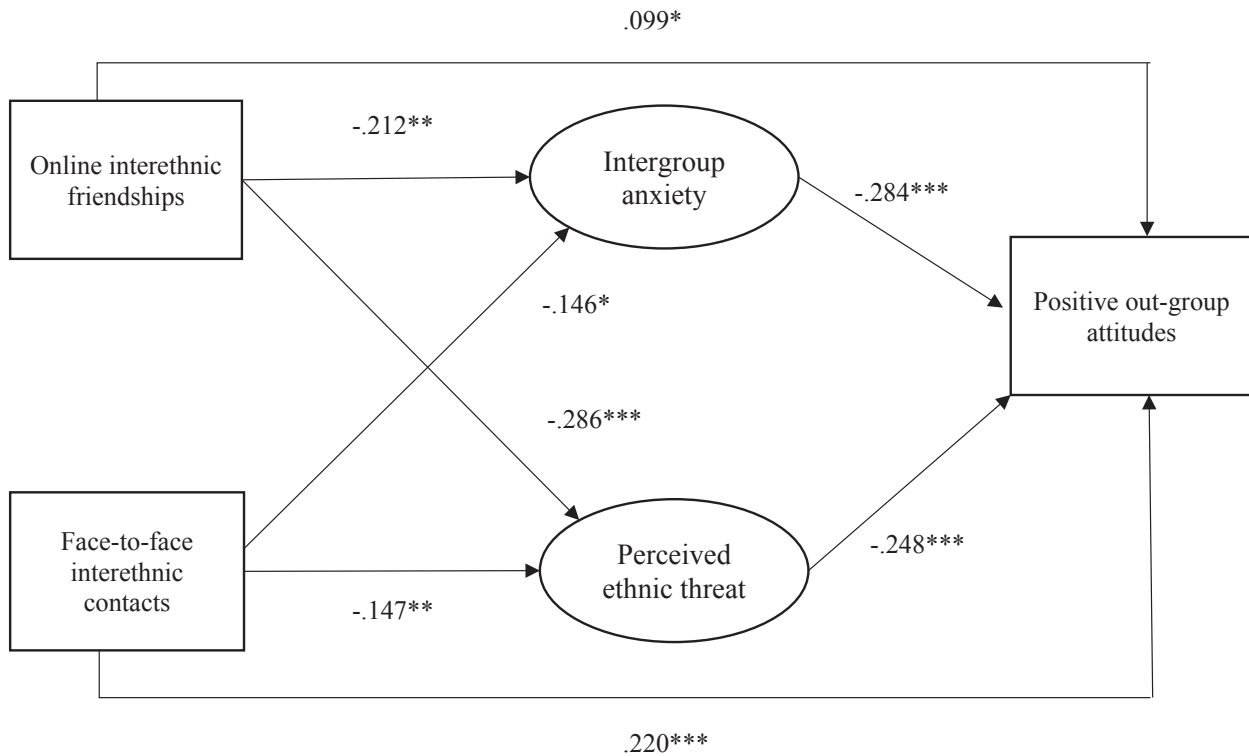 .099*
-.212**
Online interethnic
friendships
Intergroup
anxiety
-.284***
-.146*
Positive out-group
attitudes
-.286***
Face-to-face
interethnic
contacts
Perceived
ethnic threat
-.248***
-.147**
.220***